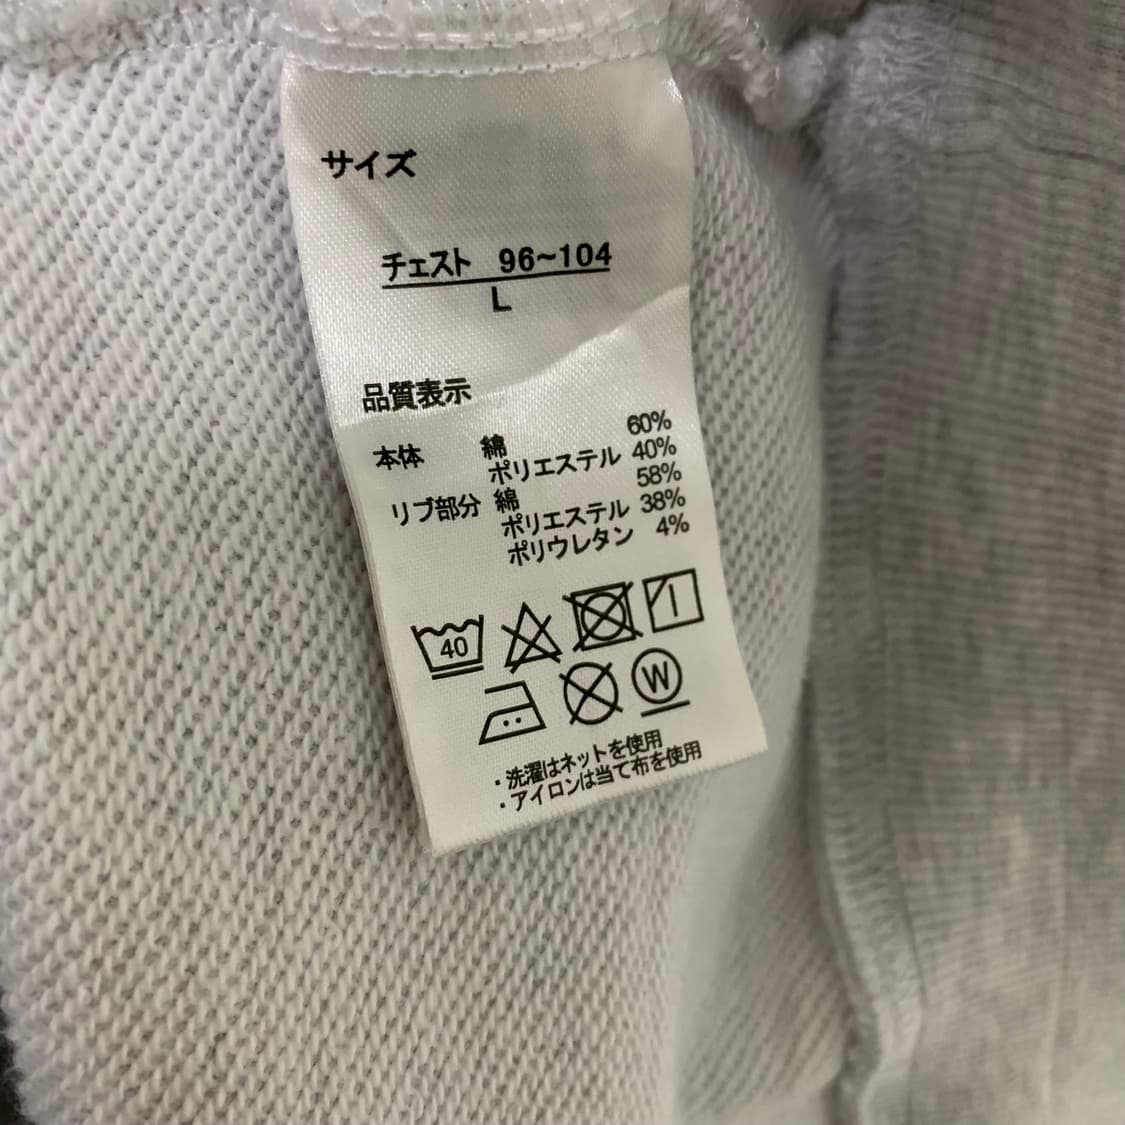 サイズ
チェスト 96~104
L
品質表示
本体 綿 60%
ポリエステル 40%
リブ部分 綿 58%
ポリエステル 38%
ポリウレタン 4%
40
W
・洗濯はネットを使用
・アイロンは当て布を使用